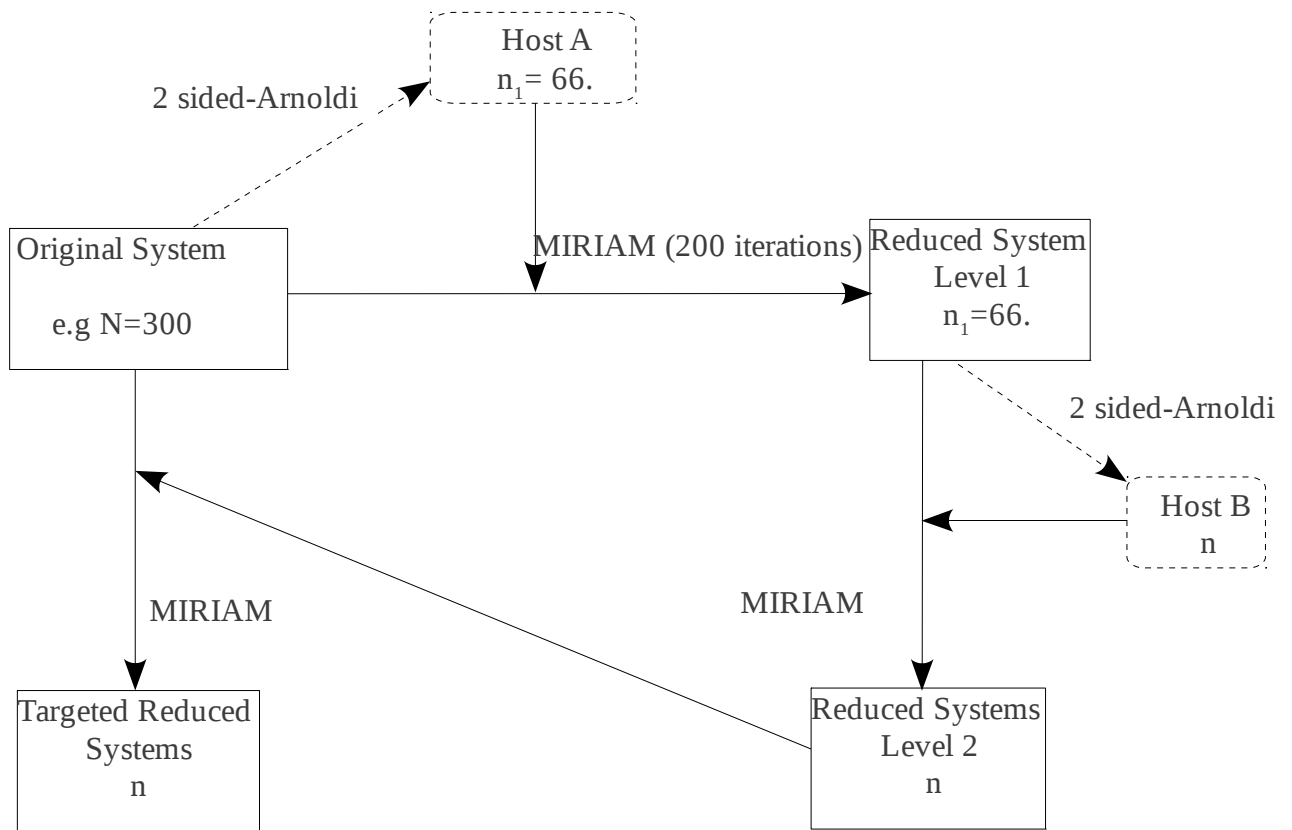 Host A
n₁= 66.
2 sided-Arnoldi
Original System
e.g N=300
MIRIAM (200 iterations)
Reduced System
Level 1
n₁=66.
2 sided-Arnoldi
Host B
n
MIRIAM
MIRIAM
Targeted Reduced
Systems
n
Reduced Systems
Level 2
n